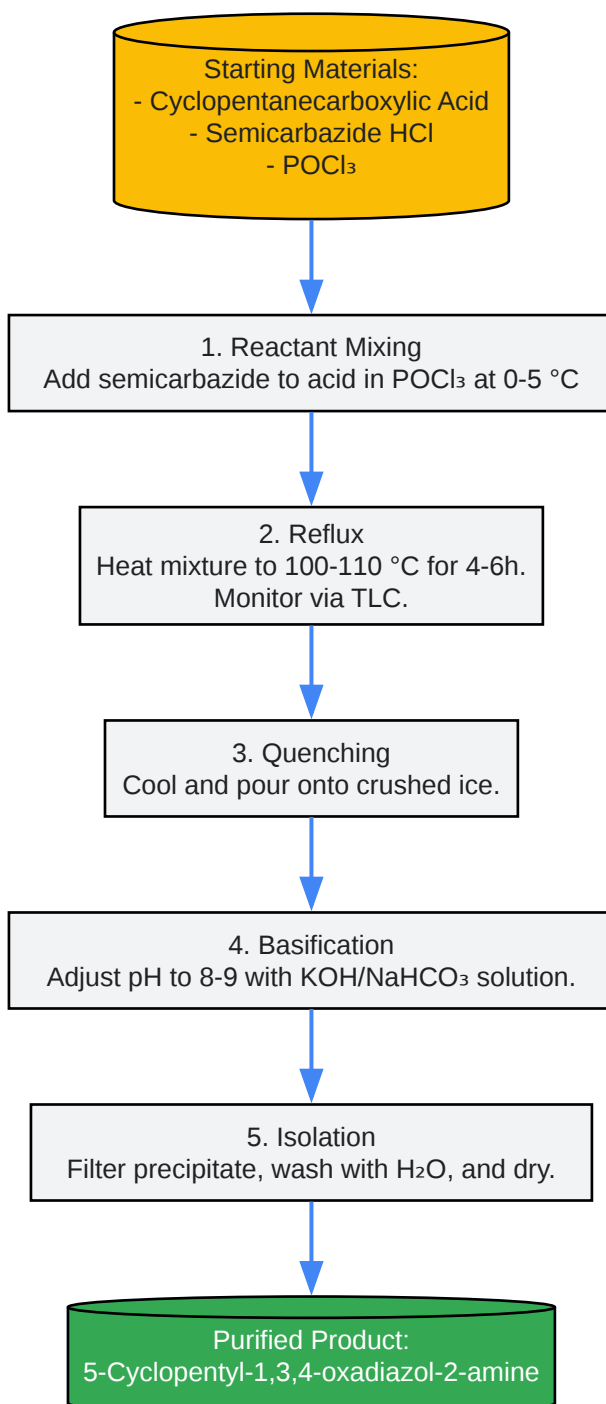 Starting Materials:
- Cyclopentanecarboxylic Acid
- Semicarbazide HCl
- POCl₃
1. Reactant Mixing
Add semicarbazide to acid in POCl₃ at 0-5 °C
2. Reflux
Heat mixture to 100-110 °C for 4-6h.
Monitor via TLC.
3. Quenching
Cool and pour onto crushed ice.
4. Basification
Adjust pH to 8-9 with KOH/NaHCO₃ solution.
5. Isolation
Filter precipitate, wash with H₂O, and dry.
Purified Product:
5-Cyclopentyl-1,3,4-oxadiazol-2-amine